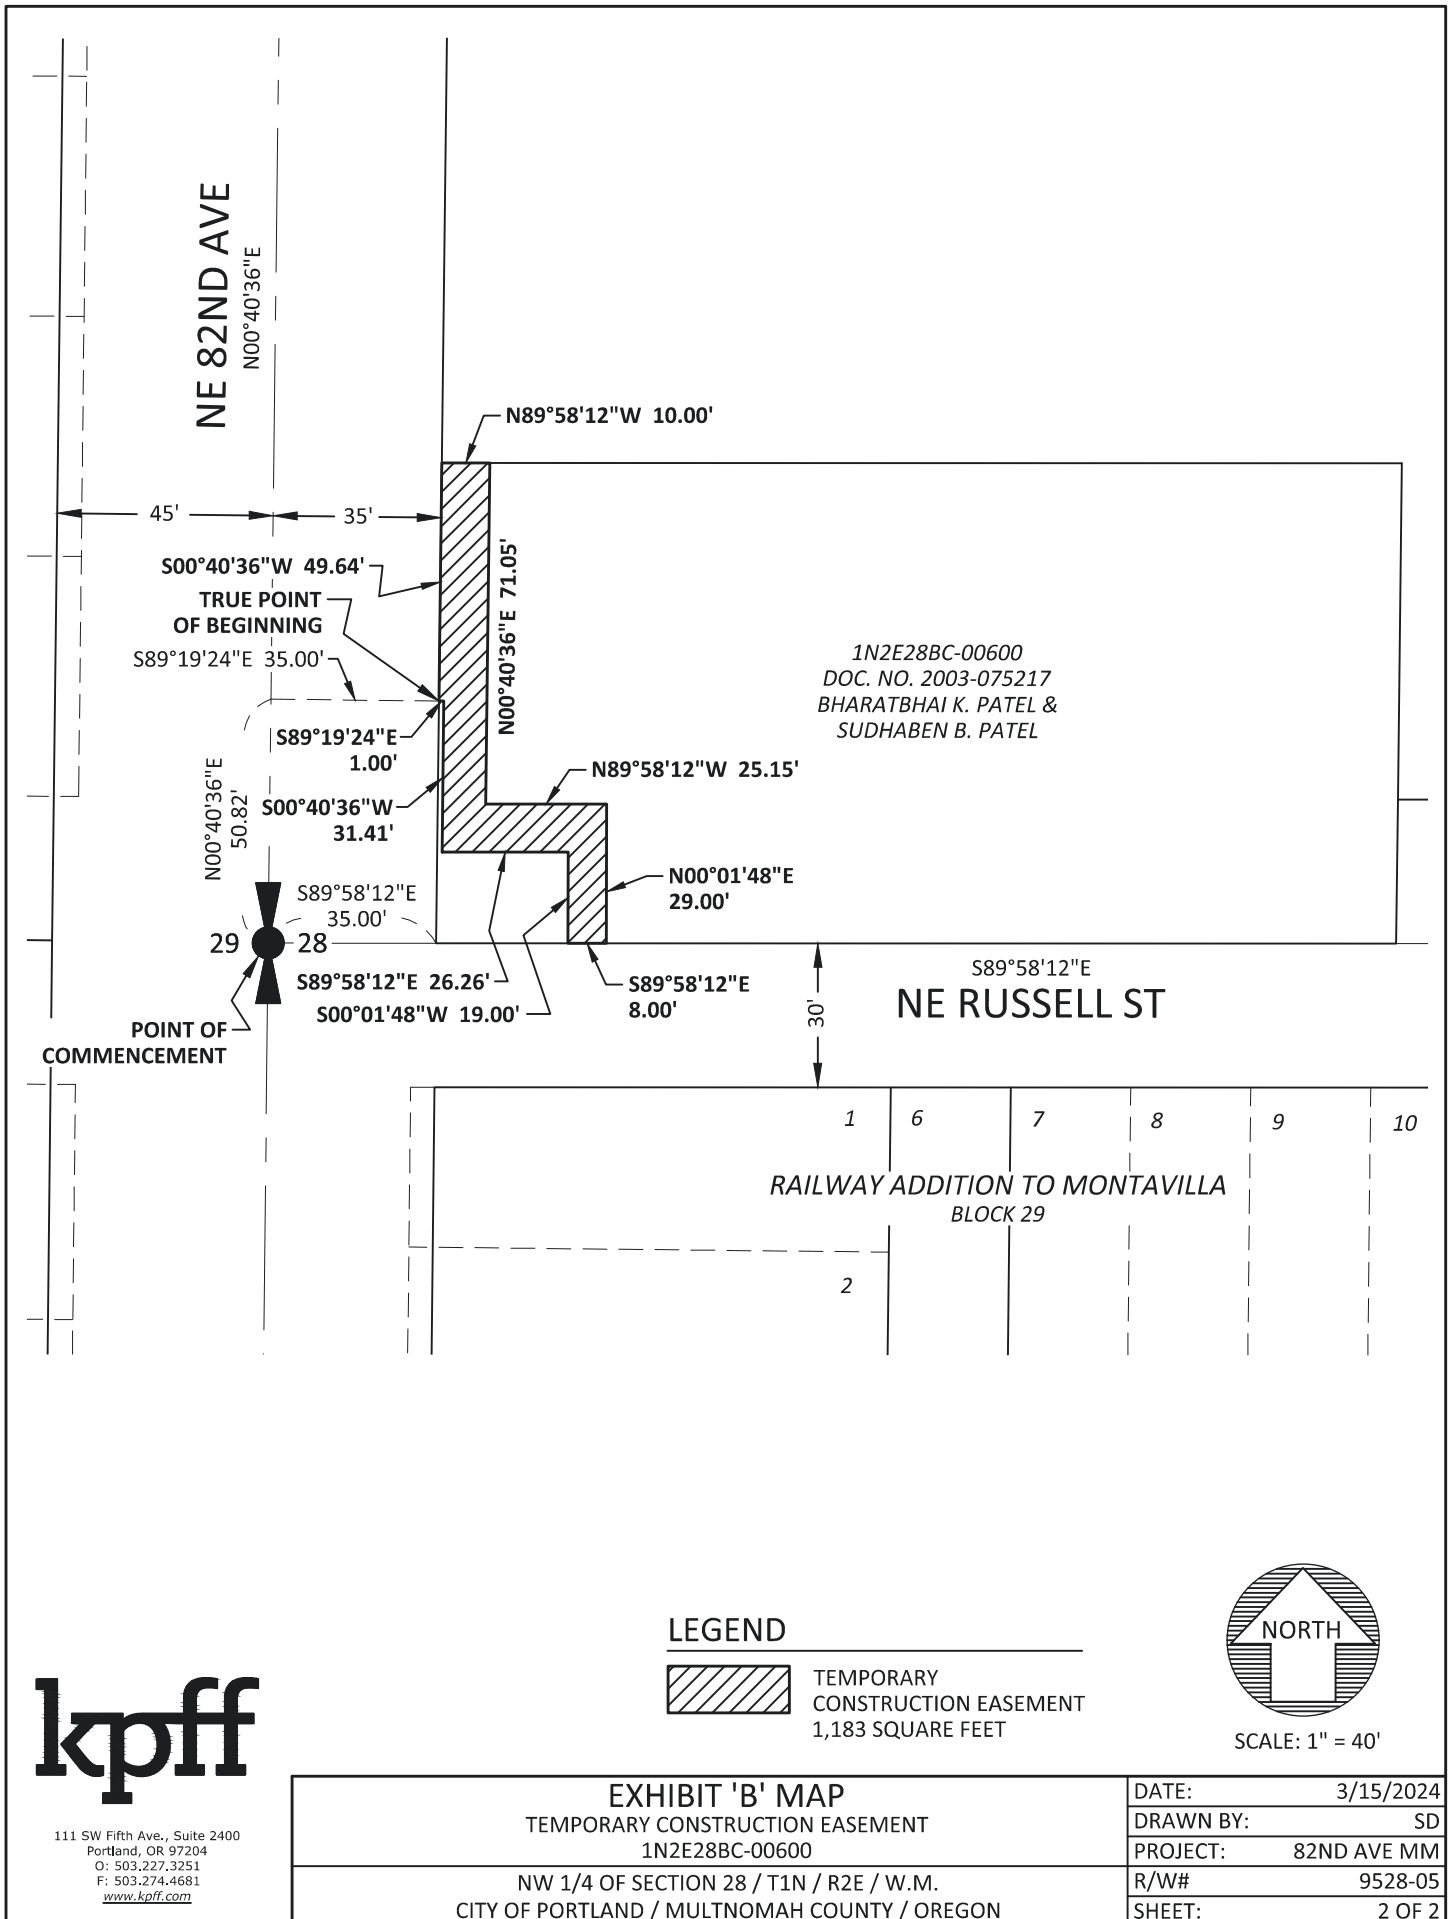 NE 82ND AVE
N00°40'36"E
N89°58'12"W 10.00'
45'
35'
S00°40'36"W 49.64'
TRUE POINT
OF BEGINNING
S89°19'24"E 35.00'
N00°40'36"E 71.05'
1N2E28BC-00600
DOC. NO. 2003-075217
BHARATBHAI K. PATEL &
SUDHABEN B. PATEL
S89°19'24"E
1.00'
N89°58'12"W 25.15'
N00°40'36"E
50.82'
S00°40'36"W
31.41'
N00°01'48"E
29.00'
S89°58'12"E
35.00'
29
28
S89°58'12"E 26.26'
S00°01'48"W 19.00'
S89°58'12"E
8.00'
30'
S89°58'12"E
NE RUSSELL ST
POINT OF
COMMENCEMENT
1
6
7
8
9
10
RAILWAY ADDITION TO MONTAVILLA
BLOCK 29
2
LEGEND
TEMPORARY
CONSTRUCTION EASEMENT
1,183 SQUARE FEET
NORTH
SCALE: 1" = 40'
kpff
111 SW Fifth Ave., Suite 2400
Portland, OR 97204
O: 503.227.3251
F: 503.274.4681
www.kpff.com
EXHIBIT 'B' MAP
TEMPORARY CONSTRUCTION EASEMENT
1N2E28BC-00600
NW 1/4 OF SECTION 28 / T1N / R2E / W.M.
CITY OF PORTLAND / MULTNOMAH COUNTY / OREGON
DATE: 3/15/2024
DRAWN BY: SD
PROJECT: 82ND AVE MM
R/W# 9528-05
SHEET: 2 OF 2